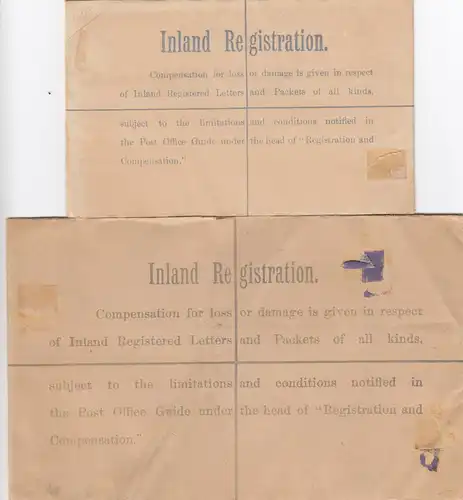 Inland Registration.
Compensation for loss or damage is given in respect
of Inland Registered Letters and Packets of all kinds,
subject to the limitations and conditions notified in
the Post Office Guide under the head of "Registration and
Compensation."
Inland Registration.
Compensation for loss or damage is given in respect
of Inland Registered Letters and Packets of all kinds,
subject to the limitations and conditions notified in
the Post Office Guide under the head of "Registration and
Compensation."